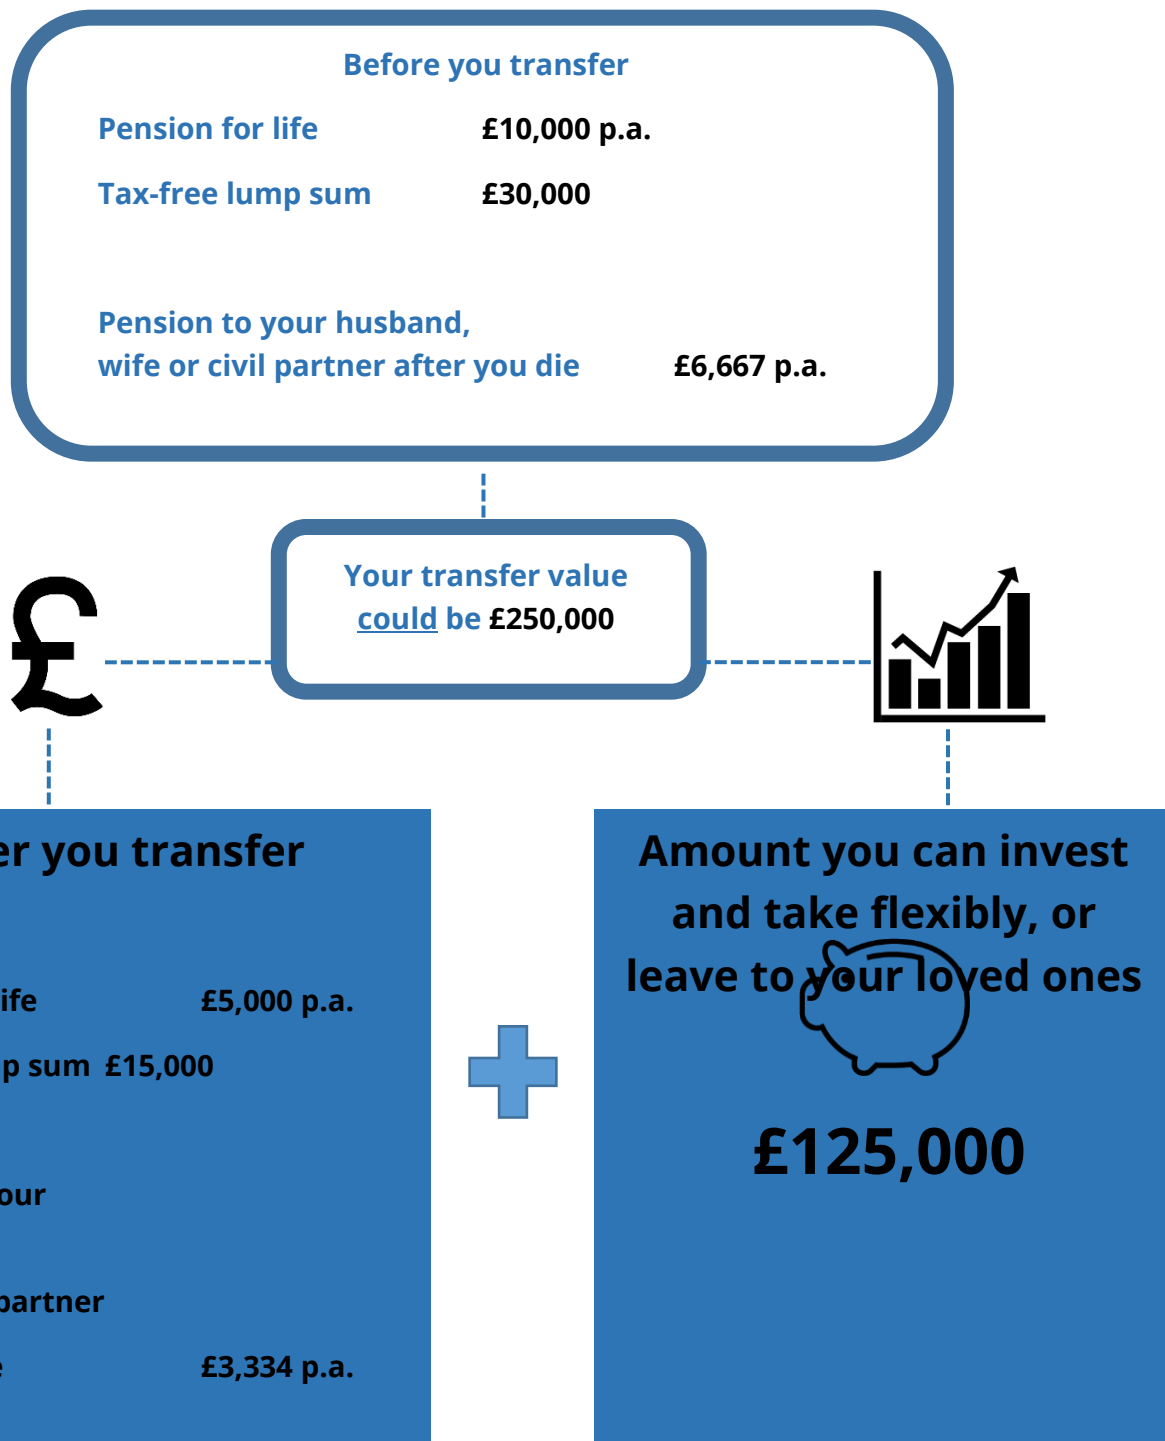 Before you transfer
Pension for life £10,000 p.a.
Tax-free lump sum £30,000
Pension to your husband,
wife or civil partner after you die £6,667 p.a.
Your transfer value
could be £250,000
you transfer
£5,000 p.a.
sum £15,000
partner
£3,334 p.a.
Amount you can invest
and take flexibly, or
leave to your loved ones
£125,000